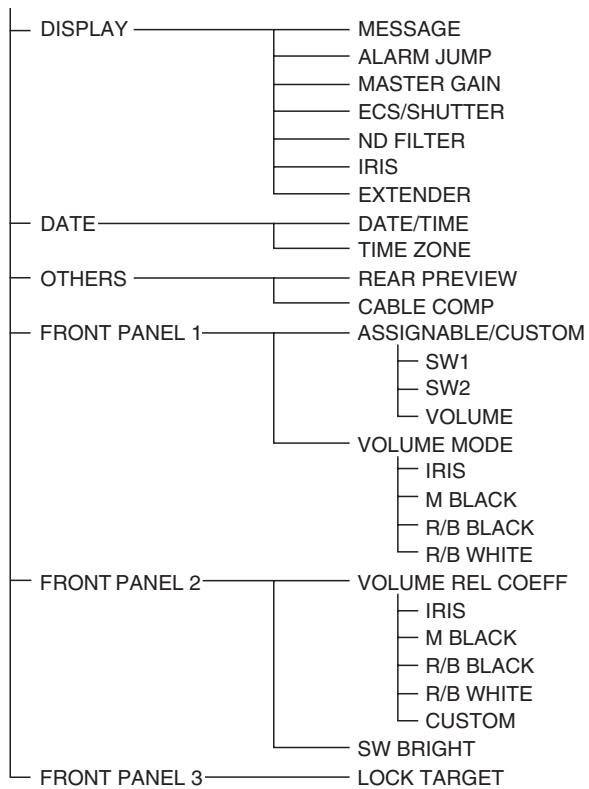 DISPLAY MESSAGE
ALARM JUMP
MASTER GAIN
ECS/SHUTTER
ND FILTER
IRIS
EXTENDER
DATE DATE/TIME
TIME ZONE
OTHERS REAR PREVIEW
CABLE COMP
FRONT PANEL 1 ASSIGNABLE/CUSTOM
SW1
SW2
VOLUME
VOLUME MODE
IRIS
M BLACK
R/B BLACK
R/B WHITE
FRONT PANEL 2 VOLUME REL COEFF
IRIS
M BLACK
R/B BLACK
R/B WHITE
CUSTOM
SW BRIGHT
FRONT PANEL 3 LOCK TARGET